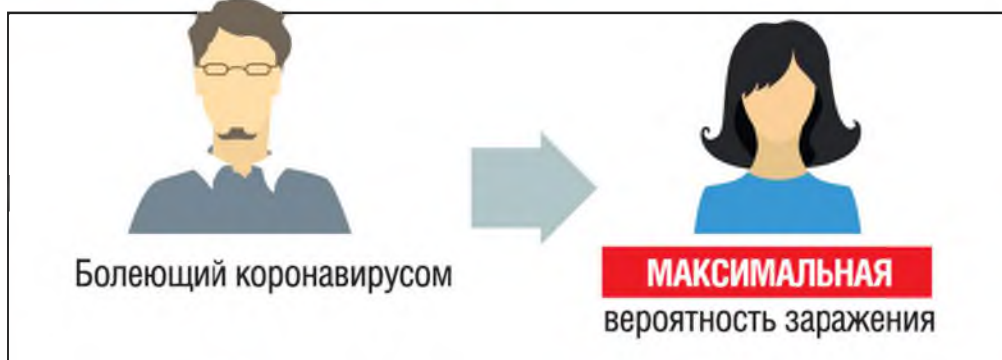 Болеющий коронавирусом
МАКСИМАЛЬНАЯ
вероятность заражения